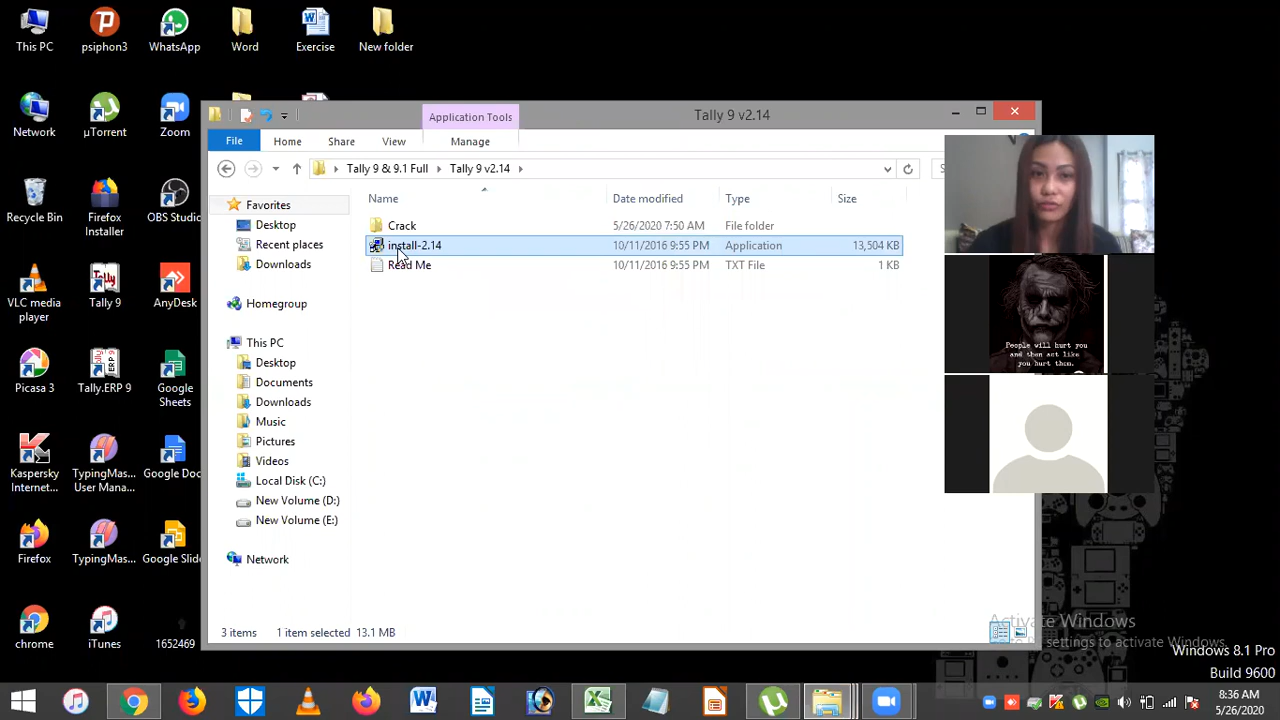 This PC
psiphon3
WhatsApp
Word
Exercise
New folder
Network
µTorrent
Zoom
Recycle Bin
Firefox
Installer
OBS Studio
VLC media
player
Tally 9
AnyDesk
Picasa 3
Tally.ERP 9
Google
Sheets
Kaspersky
Internet...
TypingMas...
User Mana...
Google Doc
Firefox
TypingMas...
Google Slid
chrome
iTunes
1652469
Application Tools
Tally 9 v2.14
File
Home
Share
View
Manage
Tally 9 & 9.1 Full
Tally 9 v2.14
Name
Date modified
Type
Size
Crack
5/26/2020 7:50 AM
File folder
install-2.14
10/11/2016 9:55 PM
Application
13,504 KB
Read Me
10/11/2016 9:55 PM
TXT File
1 KB
Favorites
Desktop
Recent places
Downloads
Homegroup
This PC
Desktop
Documents
Downloads
Music
Pictures
Videos
Local Disk (C:)
New Volume (D:)
New Volume (E:)
Network
3 items
1 item selected
13.1 MB
People will hurt you
and then act like
you hurt them.
Activate Windows
settings to activate Windows.
Windows 8.1 Pro
Build 9600
8:36 AM
5/26/2020